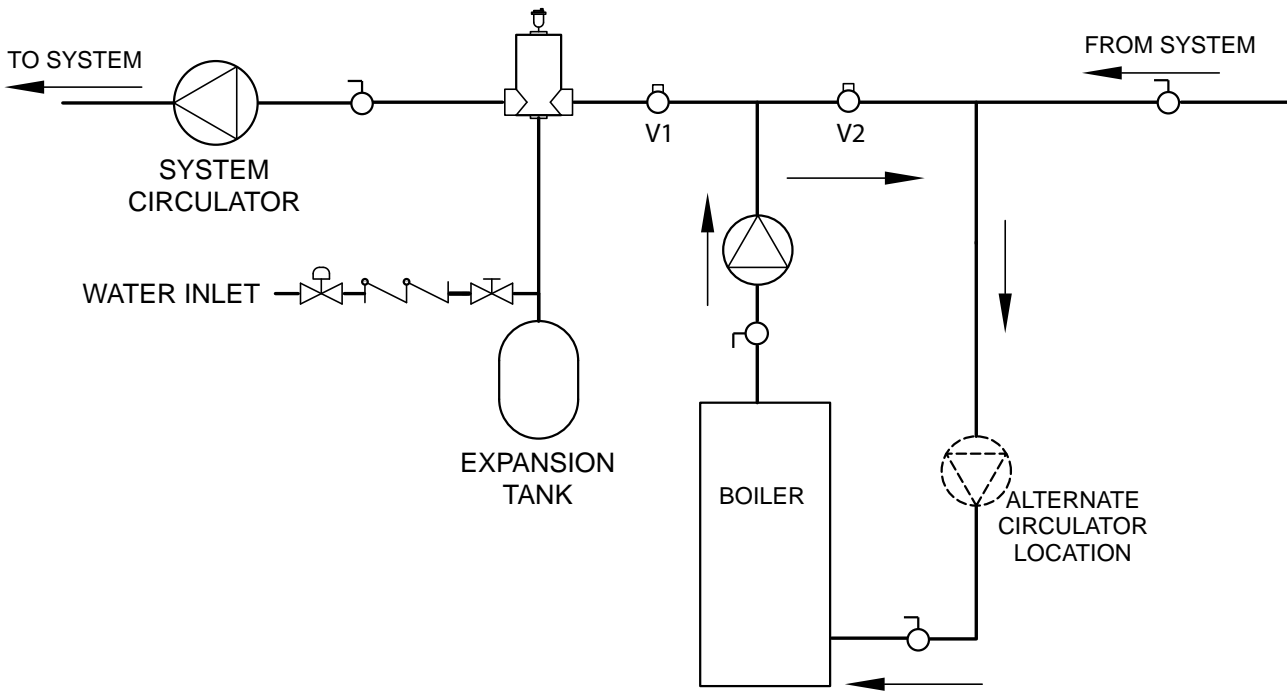 TO SYSTEM
FROM SYSTEM
V1
V2
SYSTEM
CIRCULATOR
WATER INLET
EXPANSION
TANK
BOILER
ALTERNATE
CIRCULATOR
LOCATION